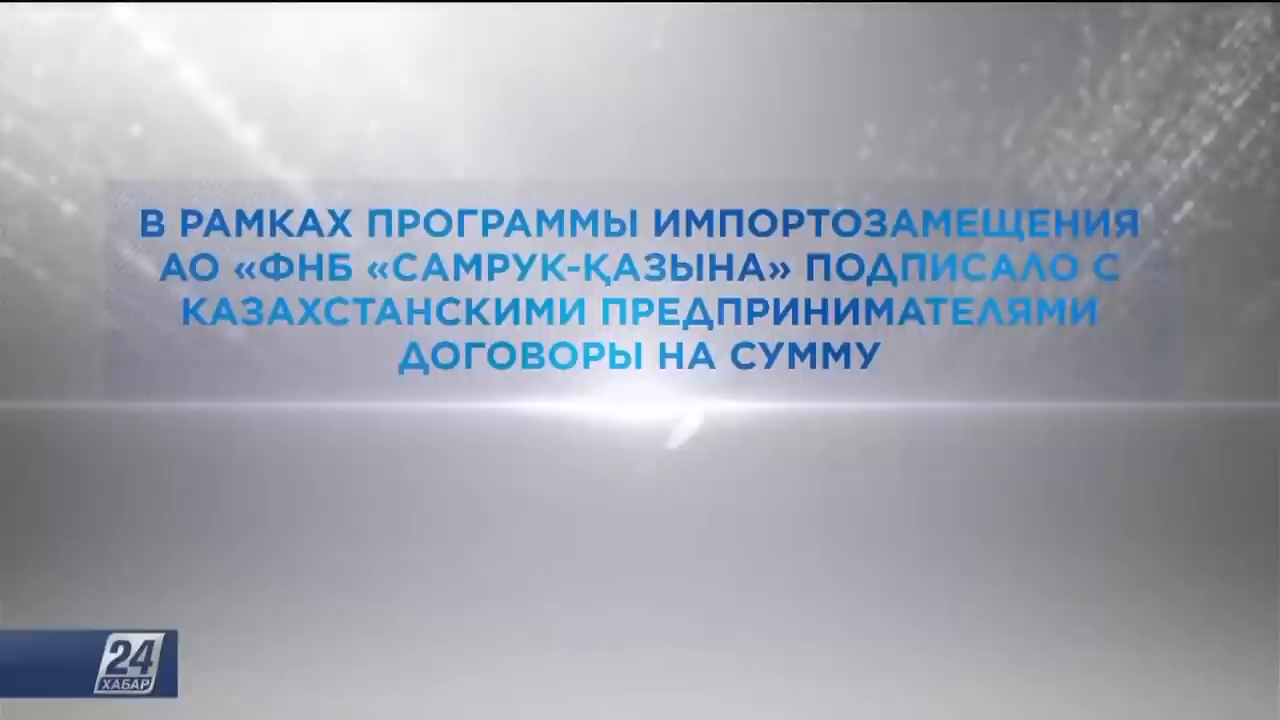 В РАМКАХ ПРОГРАММЫ ИМПОРТОЗАМЕЩЕНИЯ
АО «ФНБ «САМРУК-ҚАЗЫНА» ПОДПИСАЛО С
КАЗАХСТАНСКИМИ ПРЕДПРИНИМАТЕЛЯМИ
ДОГОВОРЫ НА СУММУ
24
ХАБАР